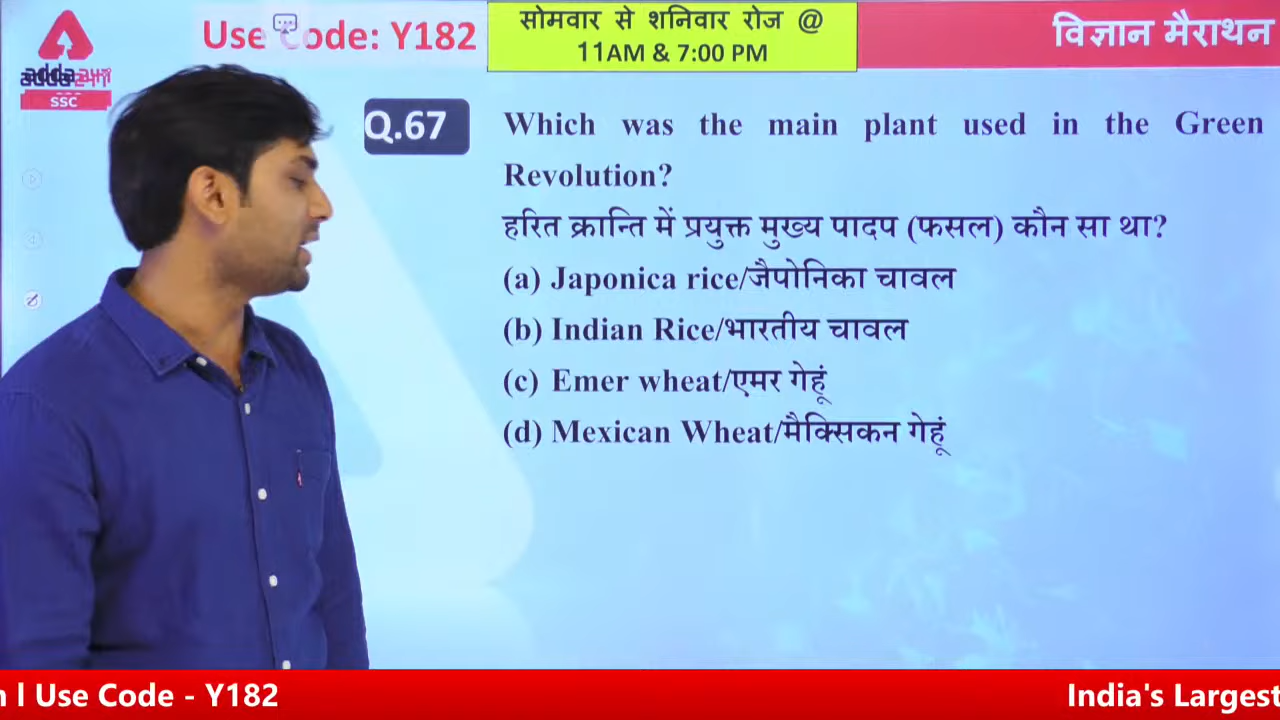 Use Code: Y182
सोमवार से शनिवार रोज @
11AM & 7:00 PM
विज्ञान मैराथन
SSC
Q.67
Which was the main plant used in the Green
Revolution?
हरित क्रान्ति में प्रयुक्त मुख्य पादप (फसल) कौन सा था?
(a) Japonica rice/जैपोनिका चावल
(b) Indian Rice/भारतीय चावल
(c) Emer wheat/एमर गेहूं
(d) Mexican Wheat/मैक्सिकन गेहूं
l Use Code - Y182
India's Largest